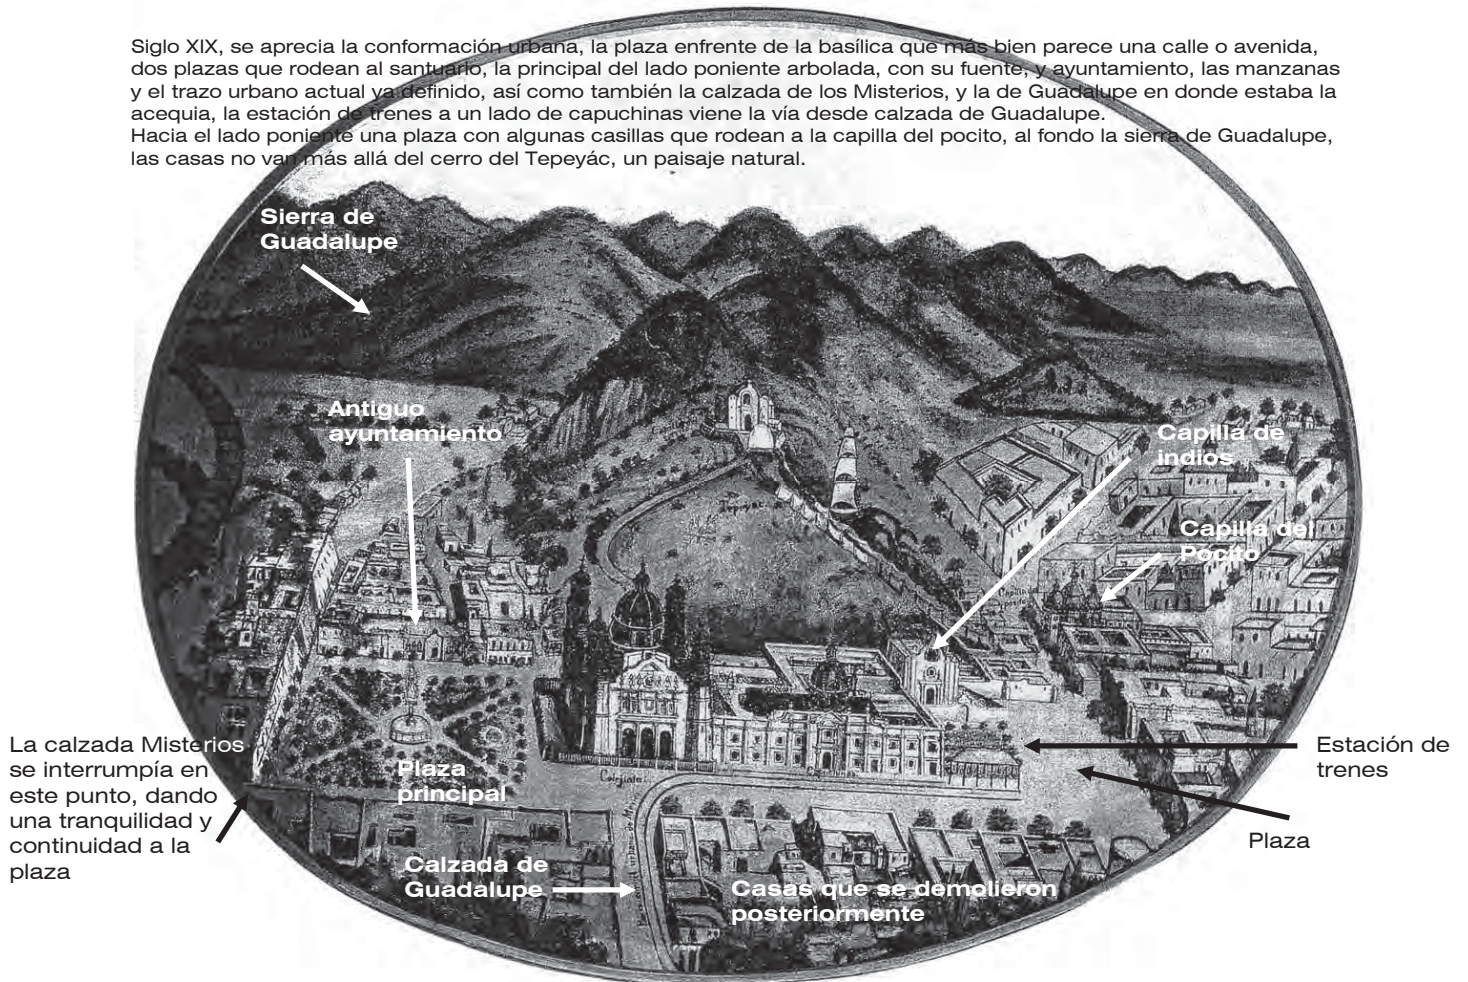 Siglo XIX, se aprecia la conformación urbana, la plaza enfrente de la basílica que más bien parece una calle o avenida,
dos plazas que rodean al santuario, la principal del lado poniente arbolada, con su fuente, y ayuntamiento, las manzanas
y el trazo urbano actual ya definido, así como también la calzada de los Misterios, y la de Guadalupe en donde estaba la
acequia, la estación de trenes a un lado de capuchinas viene la vía desde calzada de Guadalupe.
Hacia el lado poniente una plaza con algunas casillas que rodean a la capilla del pocito, al fondo la sierra de Guadalupe,
las casas no van más allá del cerro del Tepeyác, un paisaje natural.
Sierra de
Guadalupe
Antiguo
ayuntamiento
Capilla de
indios
Tepeyac
Capilla del
Pocito
Capilla del
La calzada Misterios
se interrumpía en
este punto, dando
una tranquilidad y
continuidad a la
plaza
Plaza
principal
Colejiata
Estación de
trenes
Plaza
Calzada de
Guadalupe
Casas que se demolieron
posteriormente